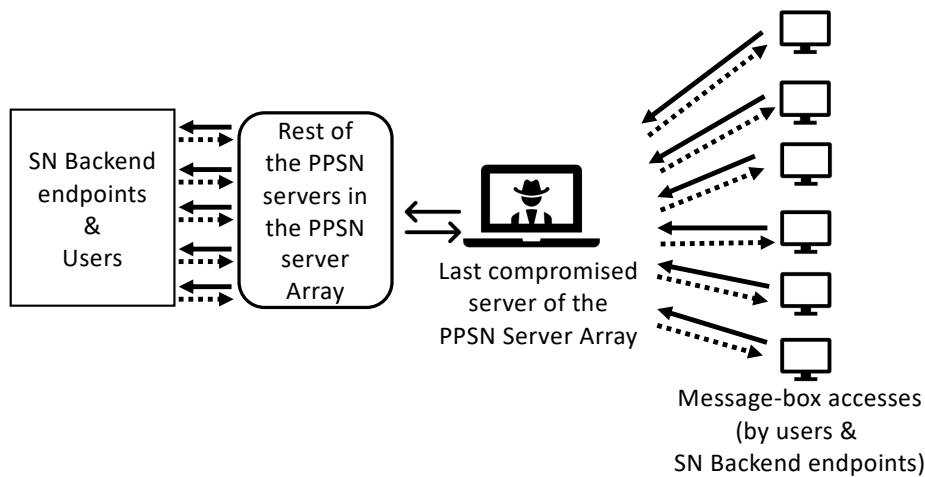 SN Backend
endpoints
&
Users
Rest of
the PPSN
servers in
the PPSN
server
Array
Last compromised
server of the
PPSN Server Array
Message-box accesses
(by users &
SN Backend endpoints)